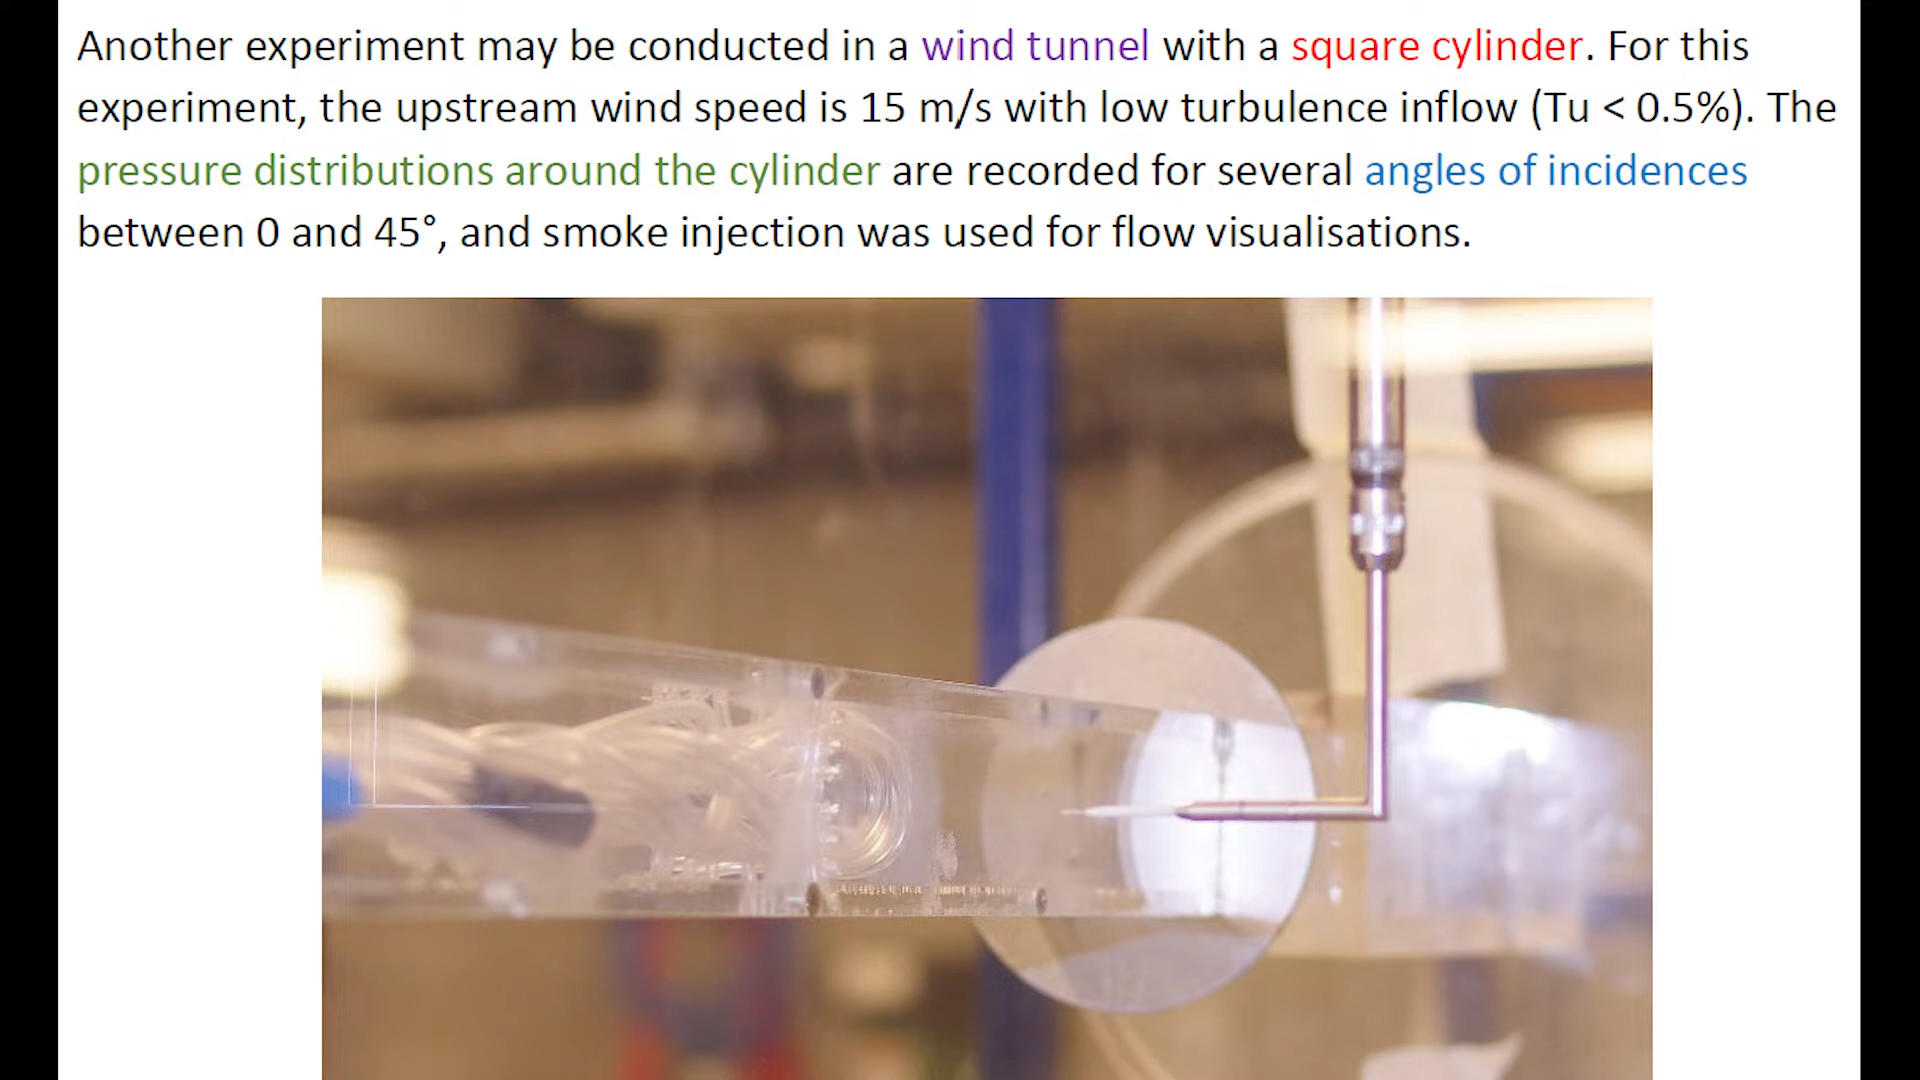 Another experiment may be conducted in a wind tunnel with a square cylinder. For this
experiment, the upstream wind speed is 15 m/s with low turbulence inflow (Tu < 0.5%). The
pressure distributions around the cylinder are recorded for several angles of incidences
between 0 and 45°, and smoke injection was used for flow visualisations.